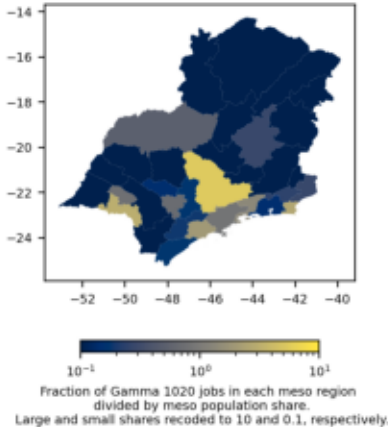 −14
−16
−18
−20
−22
−24
−52 −50 −48 −46 −44 −42 −40
10⁻¹ 10⁰ 10¹
Fraction of Gamma 1020 jobs in each meso region
divided by meso population share.
Large and small shares recoded to 10 and 0.1, respectively.